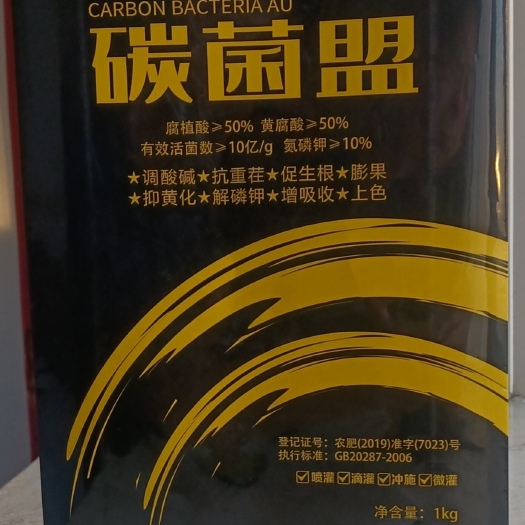 CARBON BACTERIA AU
碳菌盟
腐植酸≥50% 黄腐酸≥50%
有效活菌数≥10亿/g 氮磷钾≥10%
★调酸碱★抗重茬★促生根★膨果
★抑黄化★解磷钾★增吸收★上色
登记证号：农肥(2019)准字(7023)号
执行标准：GB20287-2006
☑喷灌☑滴灌☑冲施☑微灌
净含量：1kg